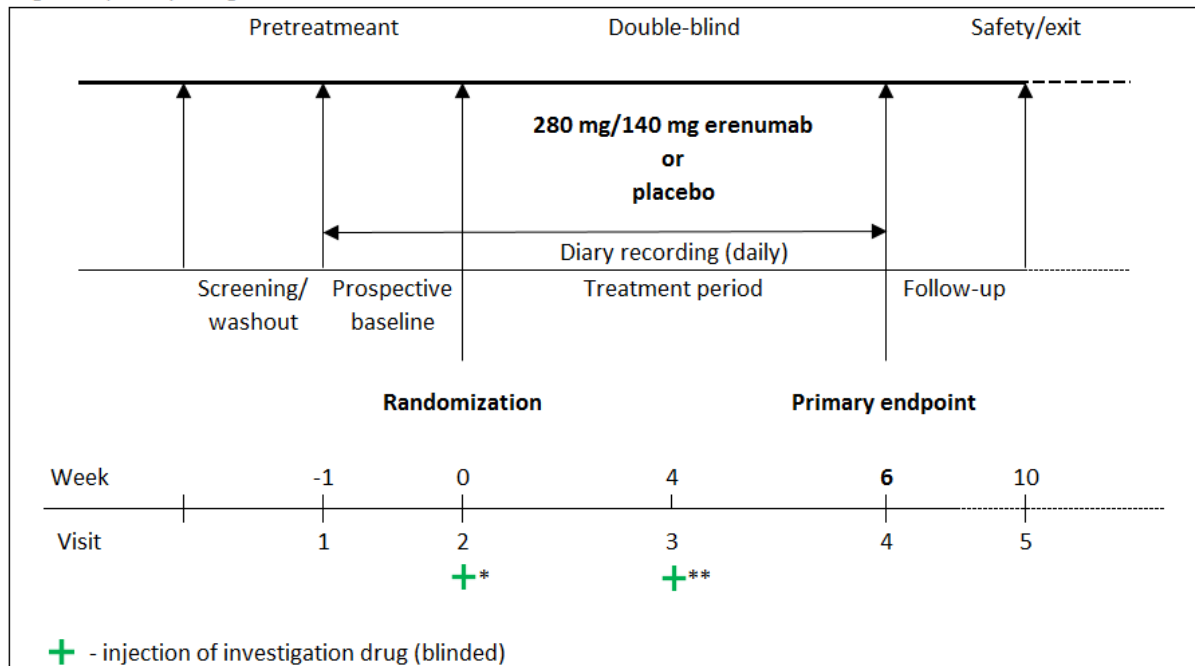 Pretreatmeant Double-blind Safety/exit
280 mg/140 mg erenumab
or
placebo
Diary recording (daily)
Screening/ Prospective Treatment period Follow-up
washout baseline
Randomization Primary endpoint
Week -1 0 4 6 10
Visit 1 2 3 4 5
+* +**
+ - injection of investigation drug (blinded)